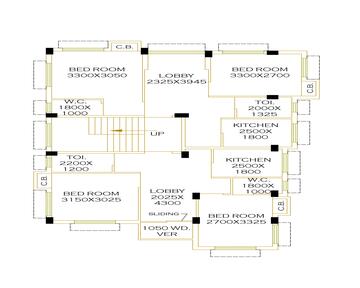 C.B.
BED ROOM
3300X3050
LOBBY
2325X3945
BED ROOM
3300X2700
C.B.
W.C.
1800X
1000
TOI.
2000X
1325
UP
KITCHEN
2500X
1800
TOI.
2200X
1200
KITCHEN
2500X
1800
C.B.
W.C.
1800X
1000
BED ROOM
3150X3025
LOBBY
2025X
4300
SLIDING
C.B.
BED ROOM
2700X3325
1050 WD.
VER